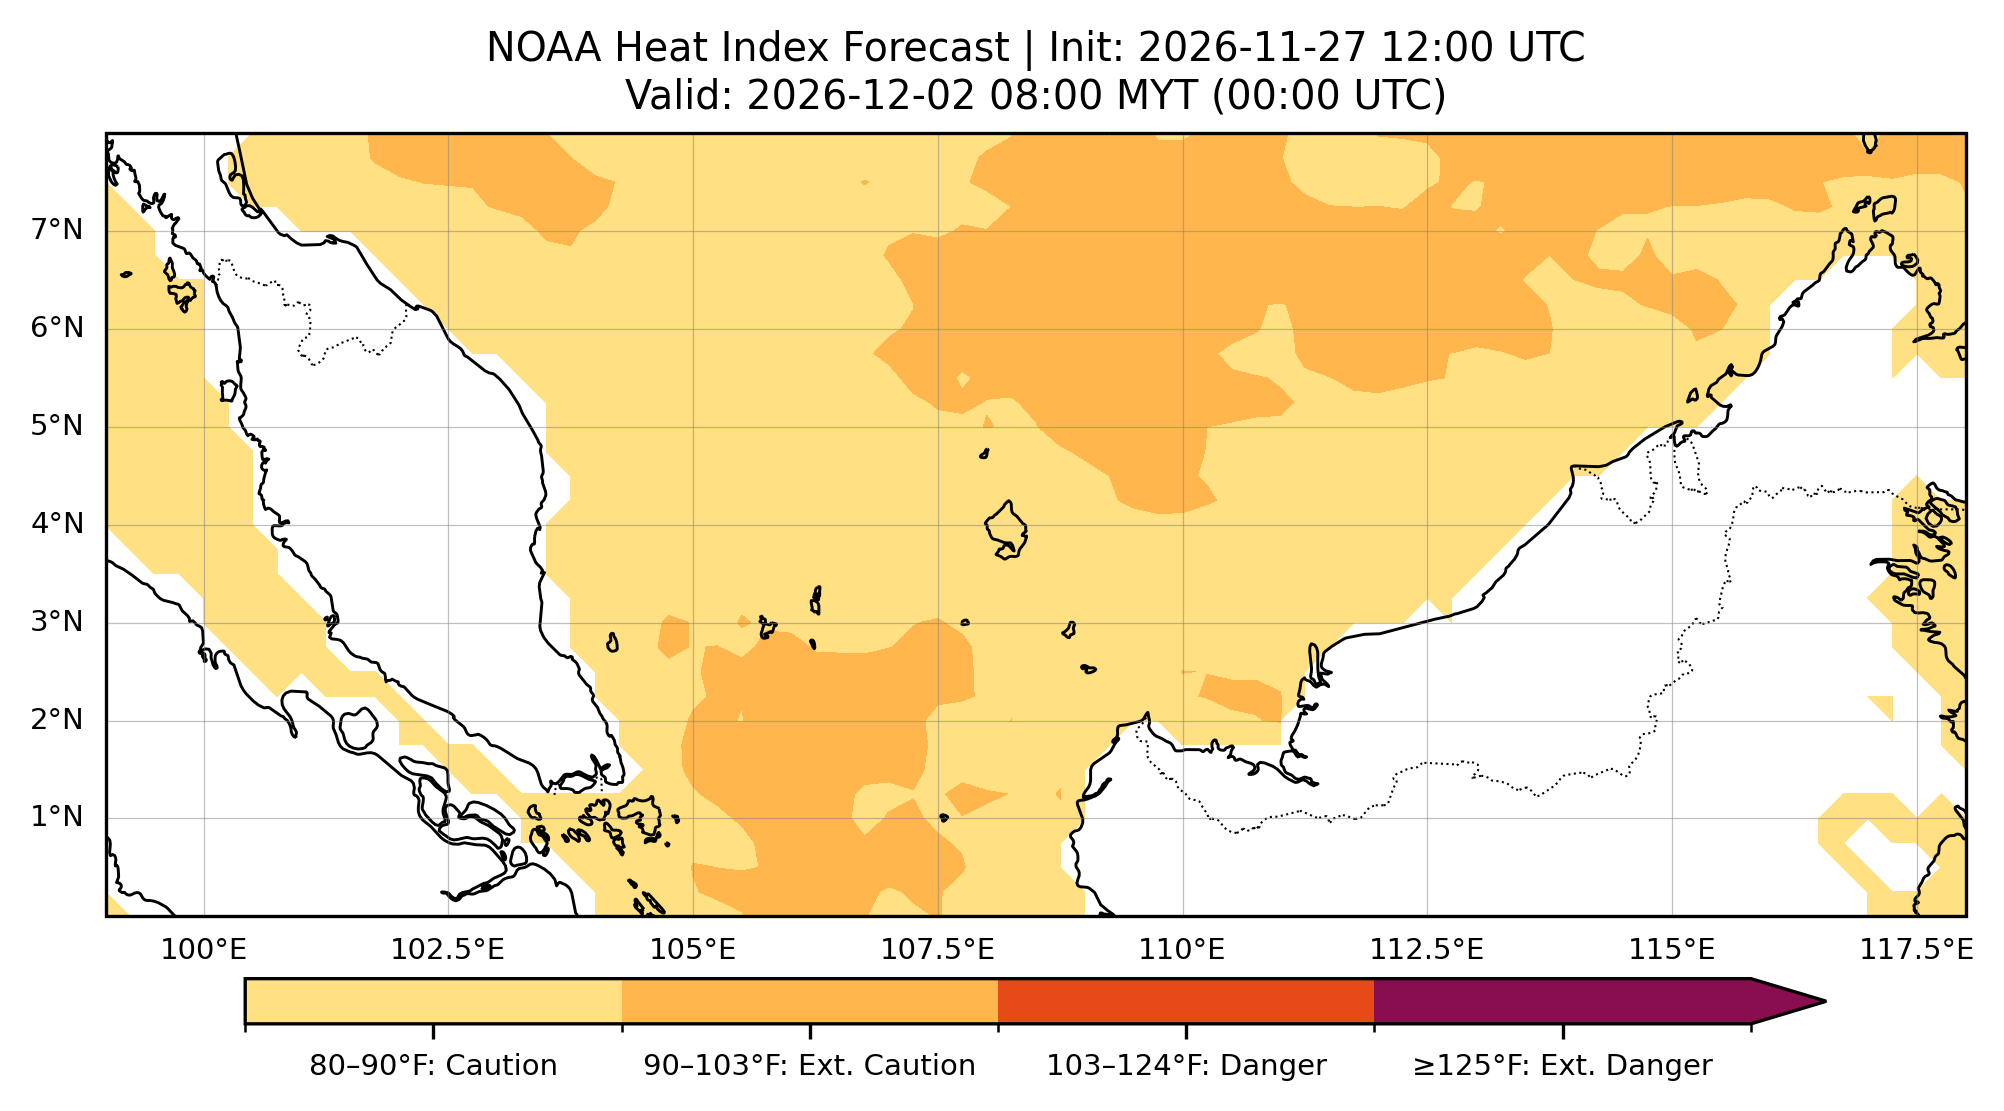 NOAA Heat Index Forecast | Init: 2026-11-27 12:00 UTC
Valid: 2026-12-02 08:00 MYT (00:00 UTC)
7°N
6°N
5°N
4°N
3°N
2°N
1°N
100°E 102.5°E 105°E 107.5°E 110°E 112.5°E 115°E 117.5°E
80–90°F: Caution 90–103°F: Ext. Caution 103–124°F: Danger ≥125°F: Ext. Danger